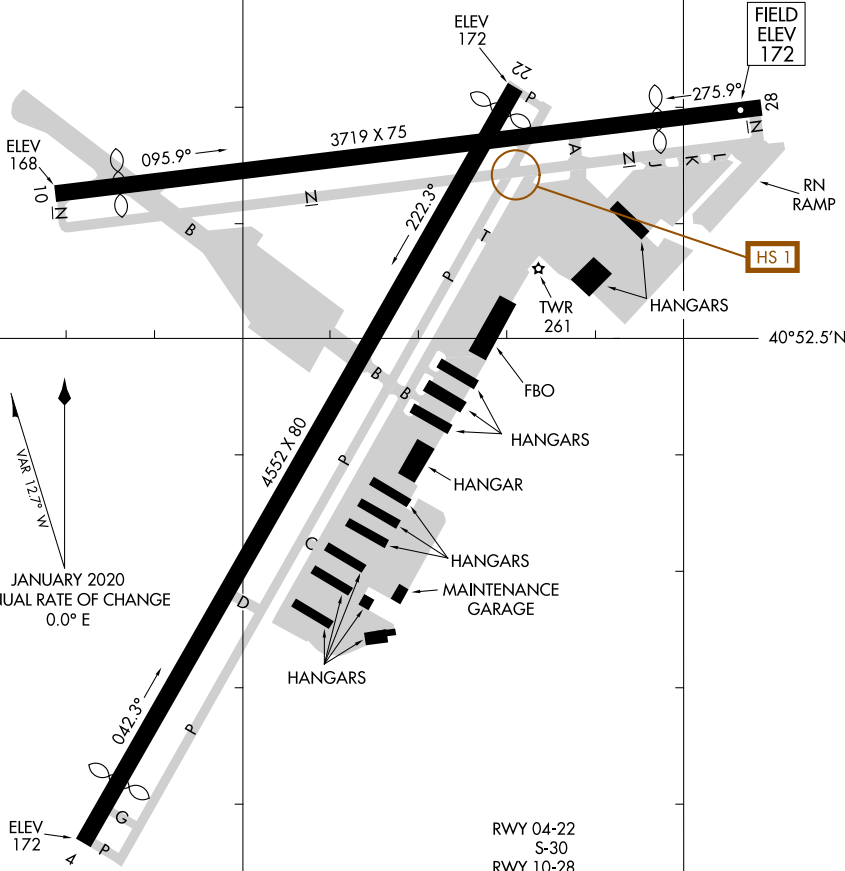 ELEV
172
22
P
FIELD
ELEV
172
275.9°
28
N
3719 X 75
095.9°
ELEV
168
10
N
A
N
J
K
L
RN
RAMP
N
B
222.3°
T
P
HS 1
TWR
261
HANGARS
40°52.5'N
FBO
B
B
HANGARS
4552 X 80
P
HANGAR
VAR 12.7° W
C
HANGARS
JANUARY 2020
NUAL RATE OF CHANGE
0.0° E
D
MAINTENANCE
GARAGE
HANGARS
042.3°
P
G
ELEV
172
4
P
RWY 04-22
S-30
RWY 10-28